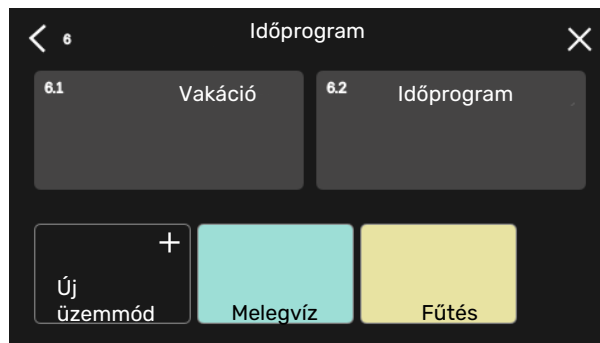 6 Időprogram
6.1 Vakáció
6.2 Időprogram
Új
üzemmód
Melegvíz
Fűtés